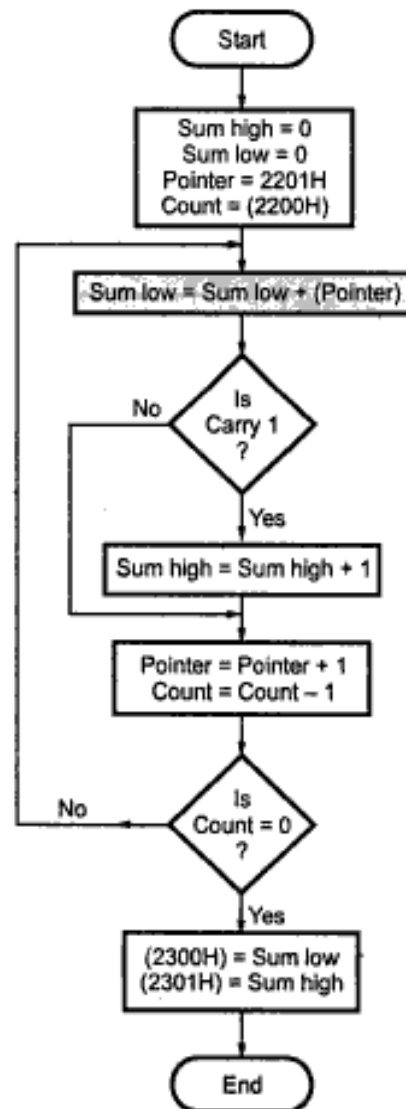 Start
Sum high = 0
Sum low = 0
Pointer = 2201H
Count = (2200H)
Sum low = Sum low + (Pointer)
Is
Carry 1
?
No
Yes
Sum high = Sum high + 1
Pointer = Pointer + 1
Count = Count – 1
Is
Count = 0
?
No
Yes
(2300H) = Sum low
(2301H) = Sum high
End